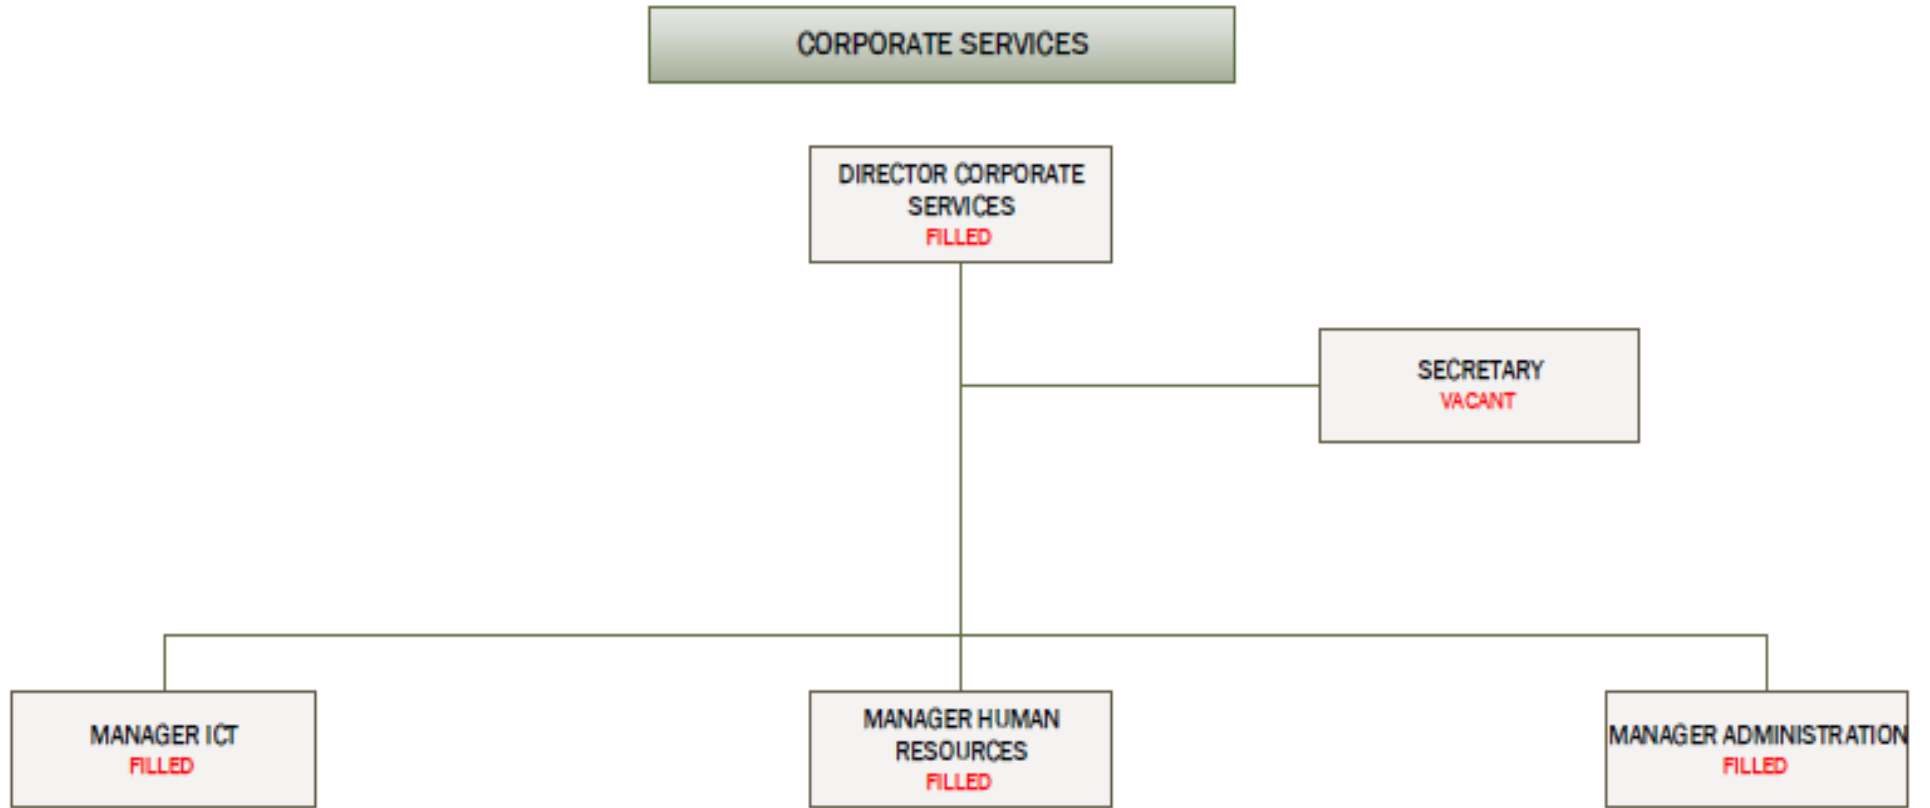 CORPORATE SERVICES
DIRECTOR CORPORATE
SERVICES
FILLED
SECRETARY
VACANT
MANAGER ICT
FILLED
MANAGER HUMAN
RESOURCES
FILLED
MANAGER ADMINISTRATION
FILLED